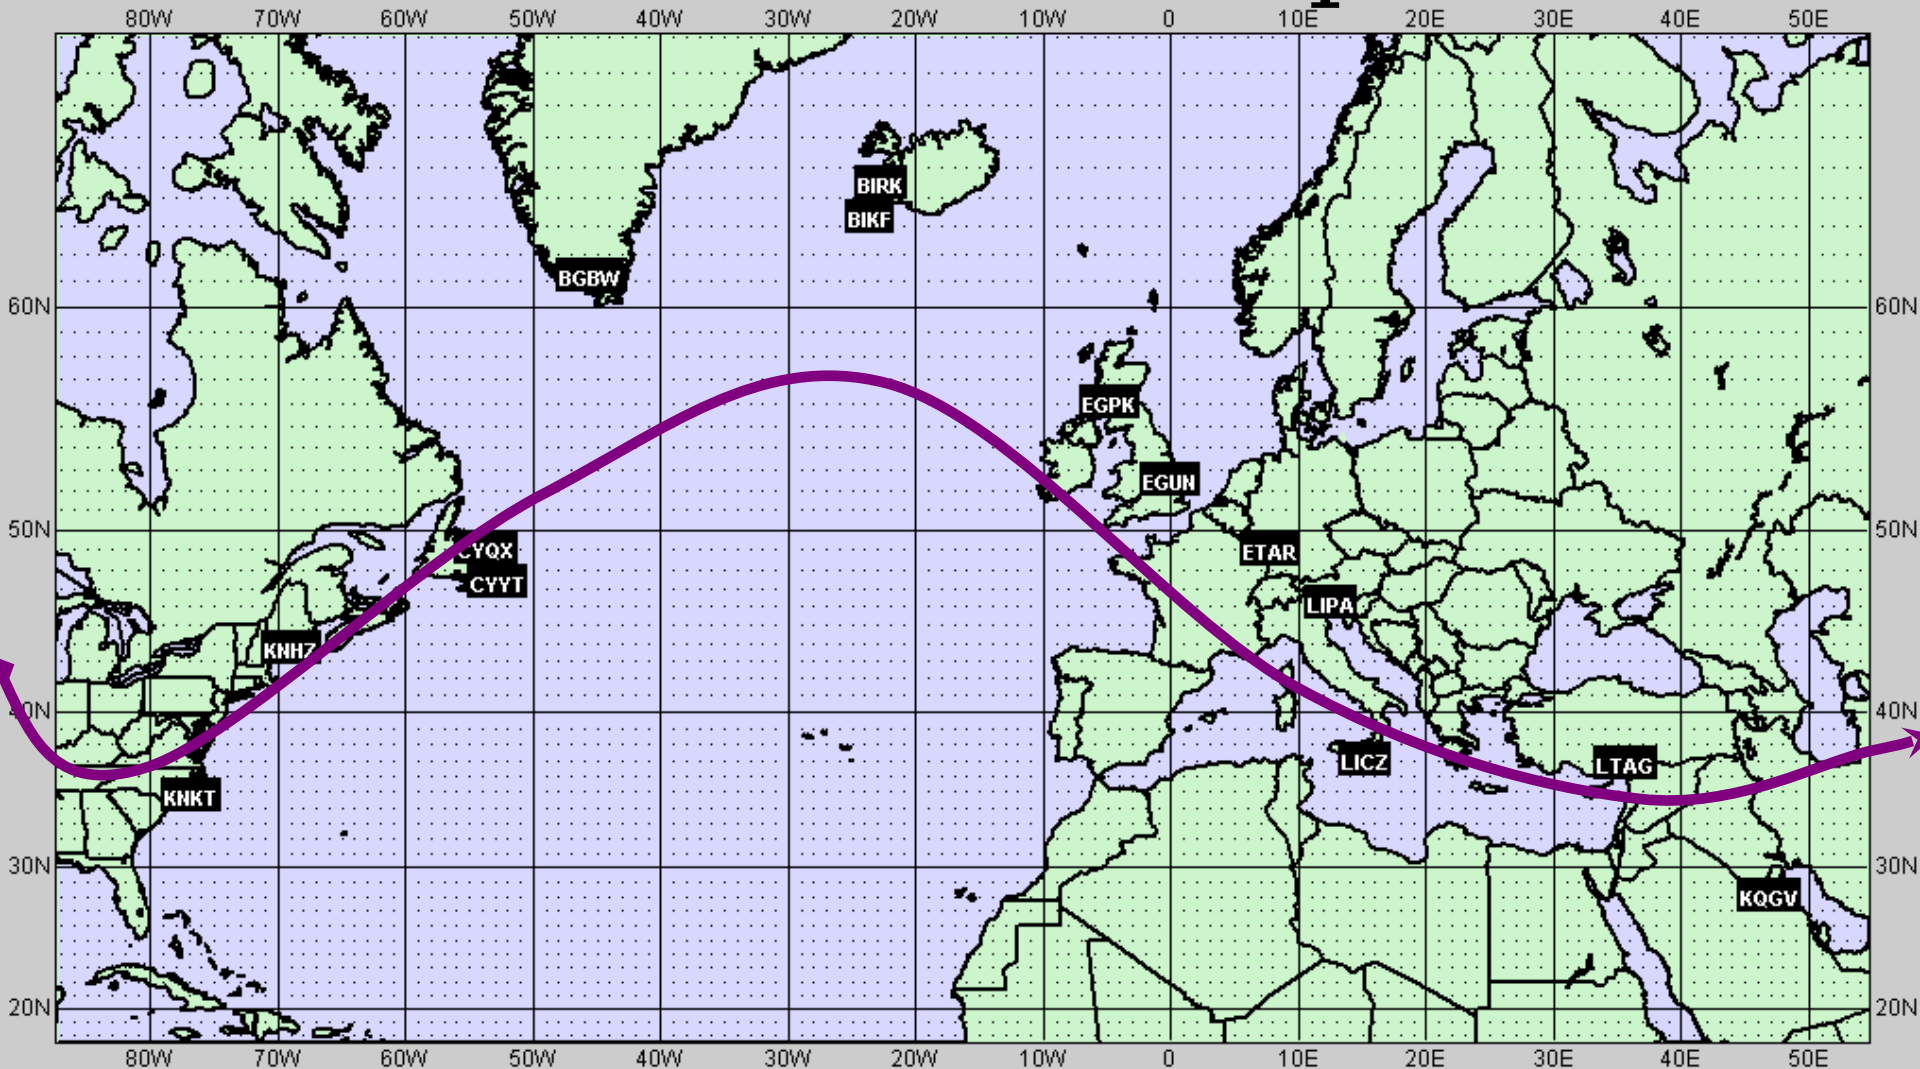 80W 70W 60W 50W 40W 30W 20W 10W 0 10E 20E 30E 40E 50E
BIRK
BIKF
BGBW
60N 60N
EGPK
EGUN
50N 50N
CYQX ETAR
CYYT
LIPA
KNHZ
40N 40N
LICZ LTAG
KNKT
30N 30N
KQGV
20N 20N
80W 70W 60W 50W 40W 30W 20W 10W 0 10E 20E 30E 40E 50E